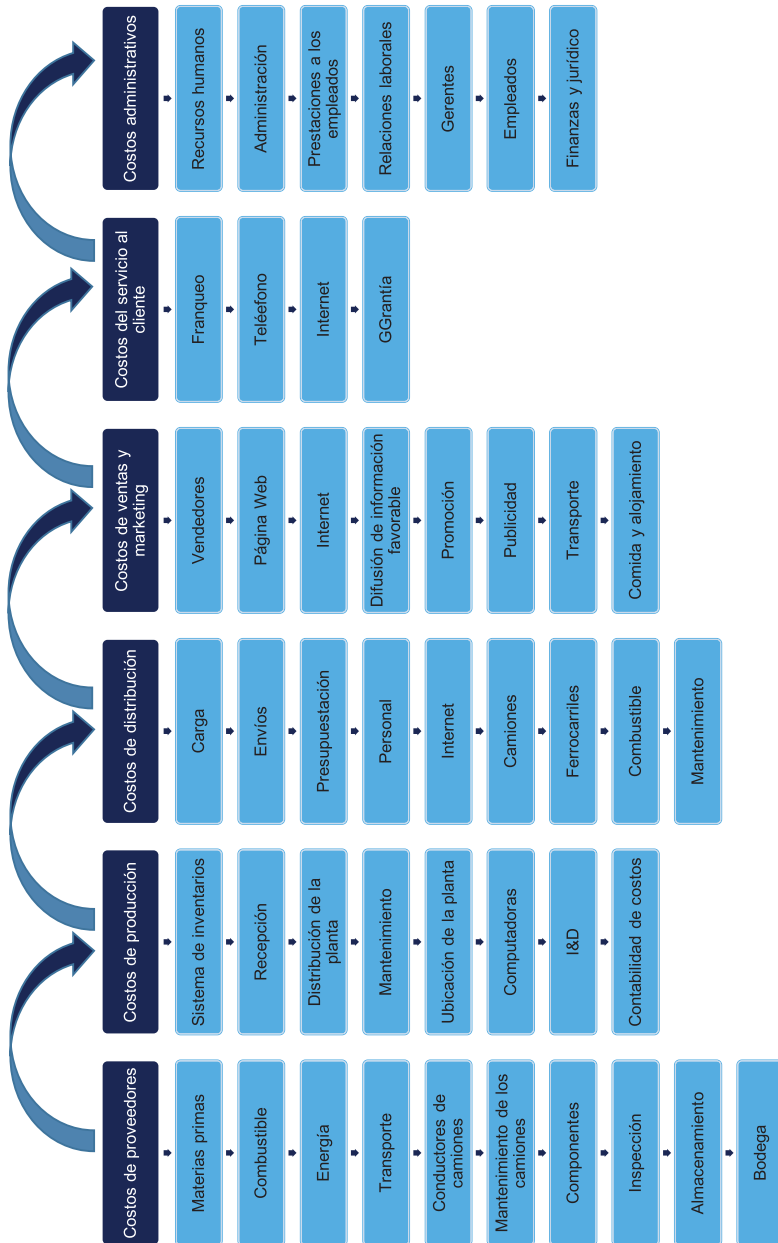 Costos de proveedores
Materias primas
Combustible
Energía
Transporte
Conductores de
camiones
Mantenimiento de los
camiones
Componentes
Inspección
Almacenamiento
Bodega
Costos de producción
Sistema de inventarios
Recepción
Distribución de la
planta
Mantenimiento
Ubicación de la planta
Computadoras
I&D
Contabilidad de costos
Costos de distribución
Carga
Envíos
Presupuestación
Personal
Internet
Camiones
Ferrocarriles
Combustible
Mantenimiento
Costos de ventas y
marketing
Vendedores
Página Web
Internet
Difusión de información
favorable
Promoción
Publicidad
Transporte
Comida y alojamiento
Costos del servicio al
cliente
Franqueo
Teléefono
Internet
GGrantía
Costos administrativos
Recursos humanos
Administración
Prestaciones a los
empleados
Relaciones laborales
Gerentes
Empleados
Finanzas y jurídico